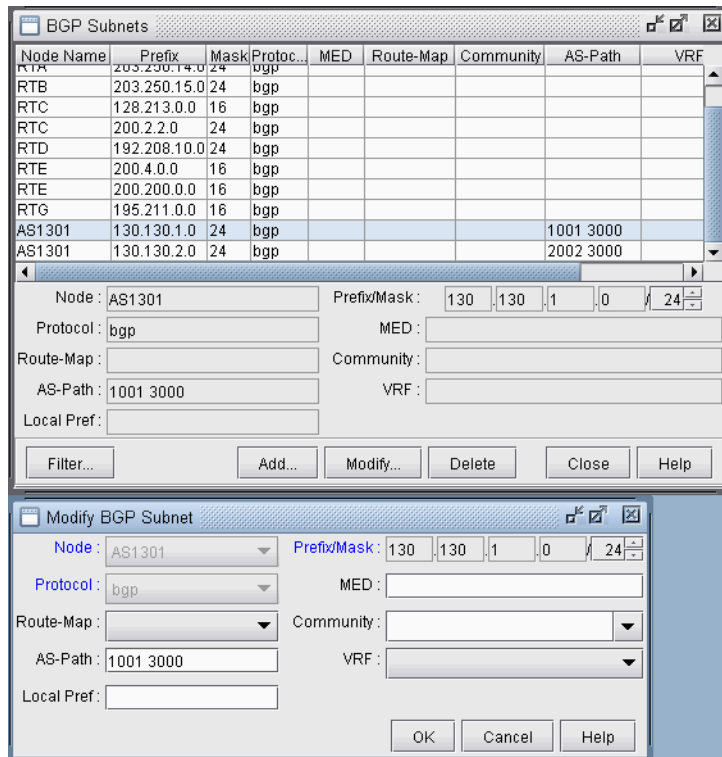 BGP Subnets
Node Name Prefix Mask Protoc... MED Route-Map Community AS-Path VRF
RTA 203.250.14.0 24 bgp
RTB 203.250.15.0 24 bgp
RTC 128.213.0.0 16 bgp
RTC 200.2.2.0 24 bgp
RTD 192.208.10.0 24 bgp
RTE 200.4.0.0 16 bgp
RTE 200.200.0.0 16 bgp
RTG 195.211.0.0 16 bgp
AS1301 130.130.1.0 24 bgp 1001 3000
AS1301 130.130.2.0 24 bgp 2002 3000
Node : AS1301 Prefix/Mask : 130 .130 .1 .0 / 24
Protocol : bgp MED :
Route-Map : Community :
AS-Path : 1001 3000 VRF :
Local Pref :
Filter... Add... Modify... Delete Close Help
Modify BGP Subnet
Node : AS1301 Prefix/Mask : 130 .130 .1 .0 / 24
Protocol : bgp MED :
Route-Map : Community :
AS-Path : 1001 3000 VRF :
Local Pref :
OK Cancel Help